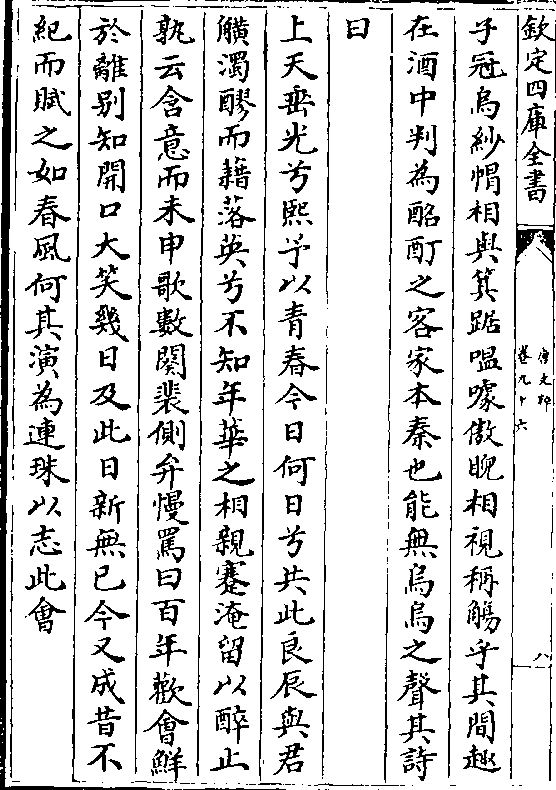 欽定四庫全書
唐文粹
卷九十六
八
子冠烏紗帽相與箕踞嗢噱傲睨相視稱觴乎其間趣
在酒中判為酩酊之客家本秦也能無烏烏之聲其詩
曰
上天垂光兮熙予以青春今日何日兮共此良辰與君
觥濁醪而藉落英兮不知年華之相親蹇淹留以醉止
孰云含意而未申歌數闋裴側弁慢罵曰百年歡會鮮
於離别知開口大笑幾日及此日新無已今又成昔不
紀而賦之如春風何其演為連珠以志此會